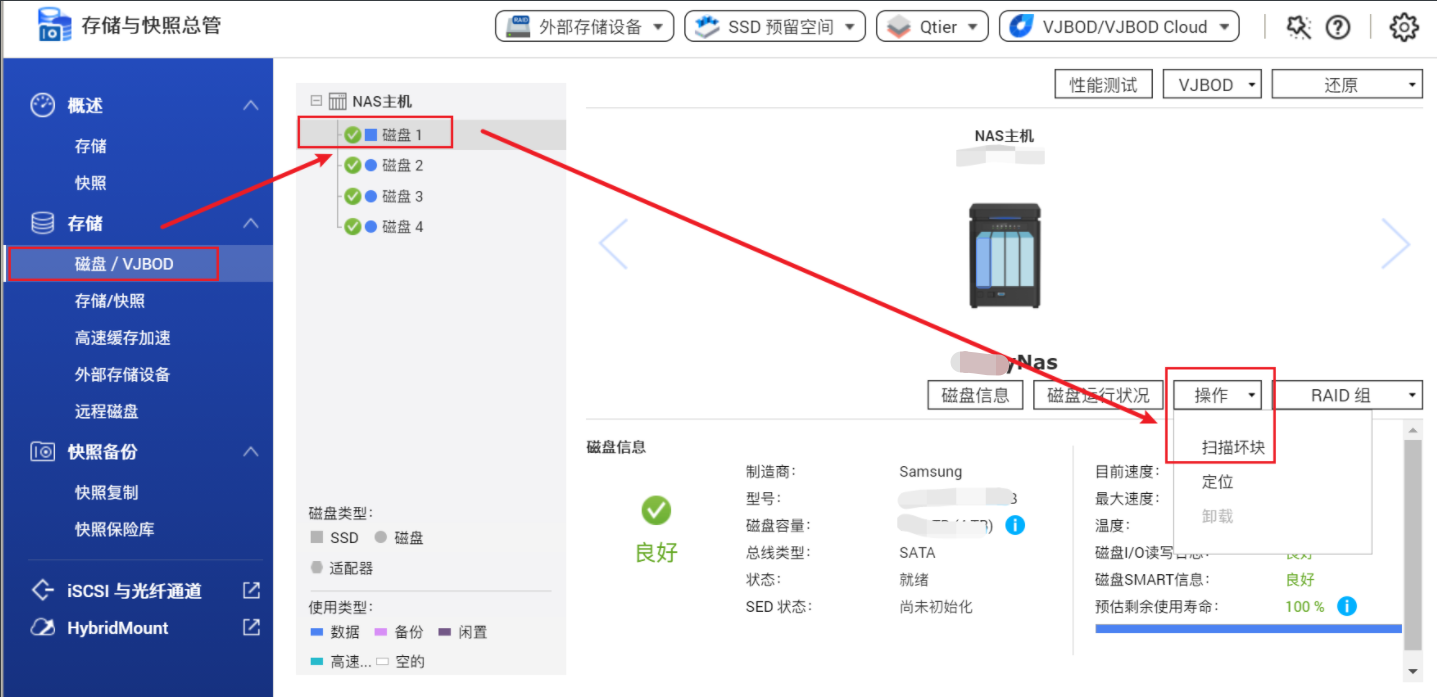 存储与快照总管
外部存储设备
SSD 预留空间
Qtier
VJBOD/VJBOD Cloud
概述
存储
快照
存储
磁盘 / VJBOD
存储/快照
高速缓存加速
外部存储设备
远程磁盘
快照备份
快照复制
快照保险库
iSCSI 与光纤通道
HybridMount
NAS主机
磁盘 1
磁盘 2
磁盘 3
磁盘 4
磁盘类型:
SSD 磁盘
适配器
使用类型:
数据 备份 闲置
高速... 空的
性能测试 VJBOD 还原
NAS主机
yNas
磁盘信息 磁盘运行状况 操作 RAID 组
扫描坏块
定位
卸载
磁盘信息
良好
制造商: Samsung
型号:
磁盘容量:
总线类型: SATA
状态: 就绪
SED 状态: 尚未初始化
目前速度:
最大速度:
温度:
磁盘I/O读写日志: 良好
磁盘SMART信息: 良好
预估剩余使用寿命: 100 %